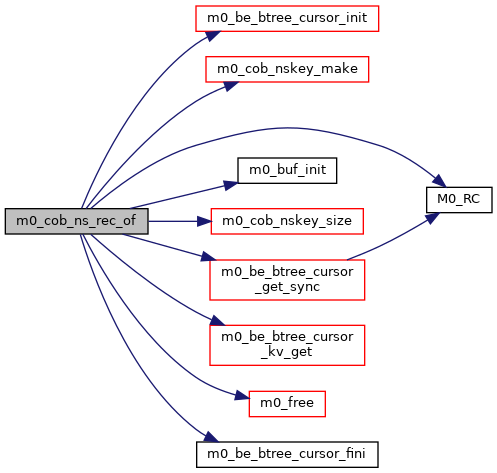 m0_be_btree_cursor_init
m0_cob_nskey_make
m0_buf_init
M0_RC
m0_cob_ns_rec_of
m0_cob_nskey_size
m0_be_btree_cursor
_get_sync
m0_be_btree_cursor
_kv_get
m0_free
m0_be_btree_cursor_fini